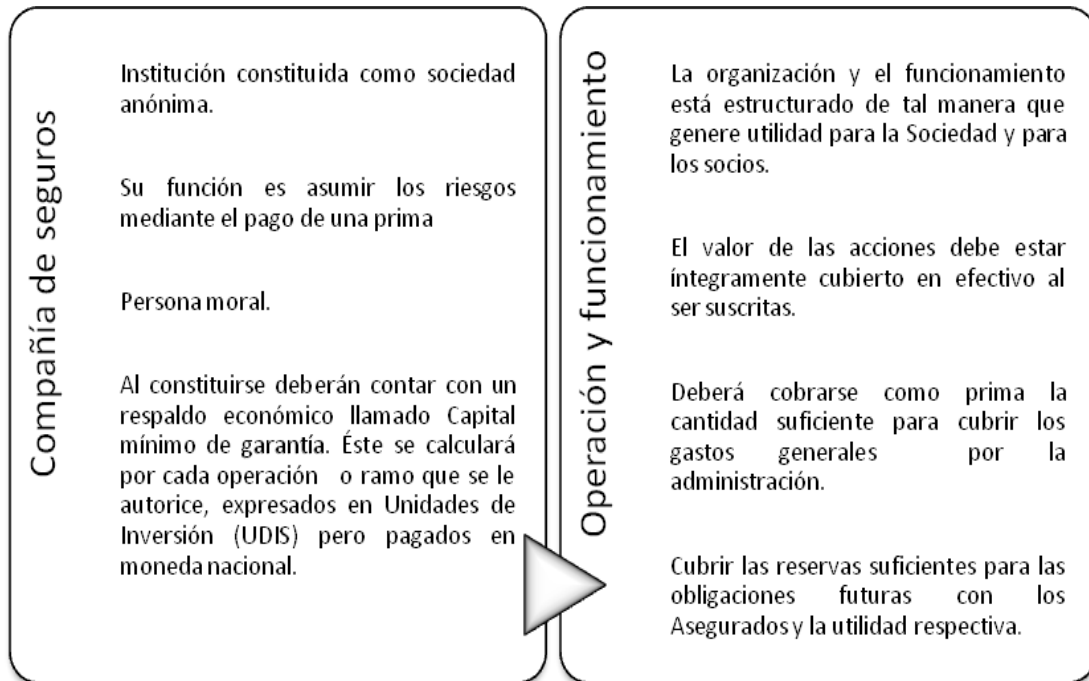 Compañía de seguros
Institución constituida como sociedad
anónima.
Su función es asumir los riesgos
mediante el pago de una prima
Persona moral.
Al constituirse deberán contar con un
respaldo económico llamado Capital
mínimo de garantía. Éste se calculará
por cada operación o ramo que se le
autorice, expresados en Unidades de
Inversión (UDIS) pero pagados en
moneda nacional.
Operación y funcionamiento
La organización y el funcionamiento
está estructurado de tal manera que
genere utilidad para la Sociedad y para
los socios.
El valor de las acciones debe estar
íntegramente cubierto en efectivo al
ser suscritas.
Deberá cobrarse como prima la
cantidad suficiente para cubrir los
gastos generales por la
administración.
Cubrir las reservas suficientes para las
obligaciones futuras con los
Asegurados y la utilidad respectiva.